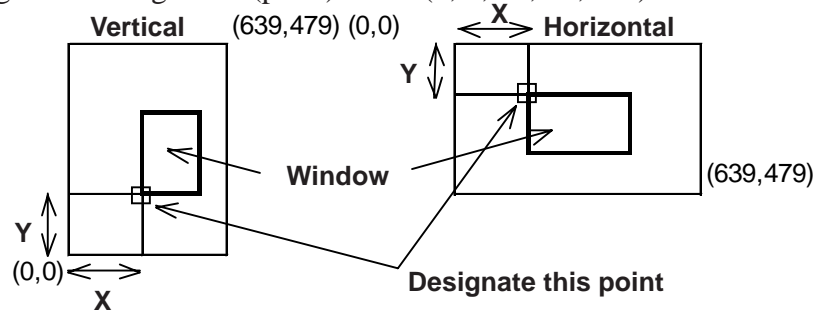 Vertical (639,479) (0,0) X Horizontal
Y
Window
(639,479)
Y
(0,0)
Designate this point
X